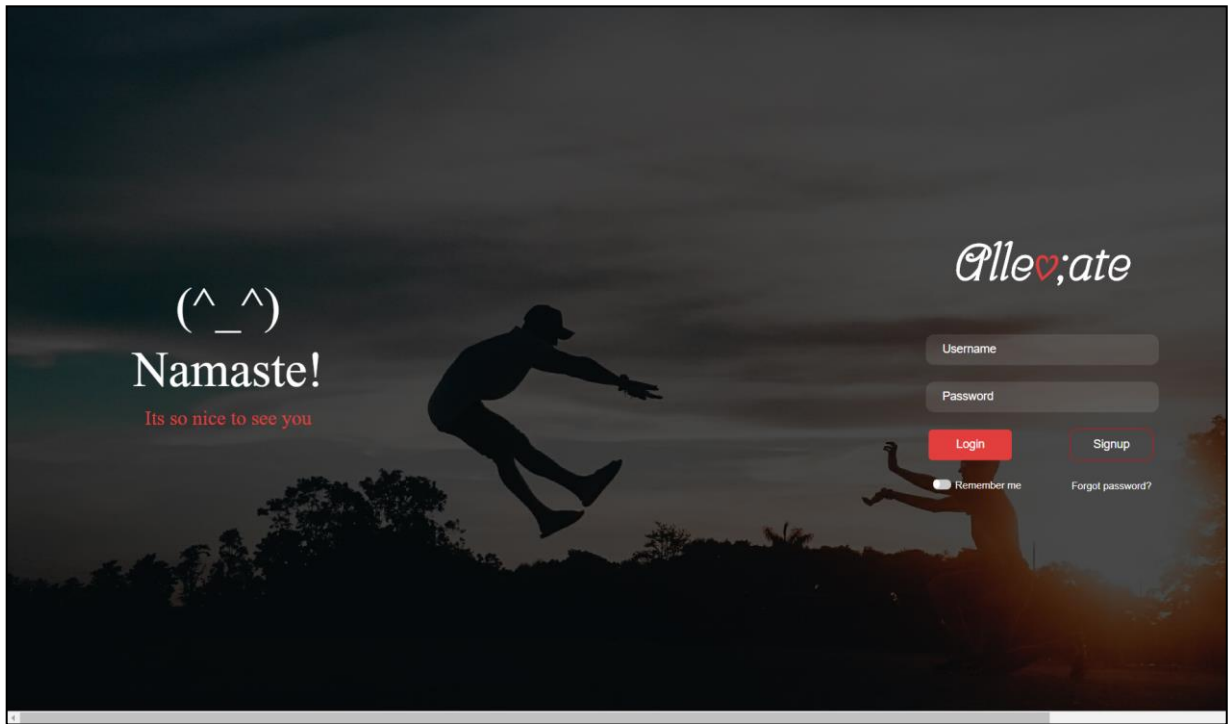 (^_^)
Namaste!
Its so nice to see you
Allev;ate
Username
Password
Login
Signup
Remember me
Forgot password?